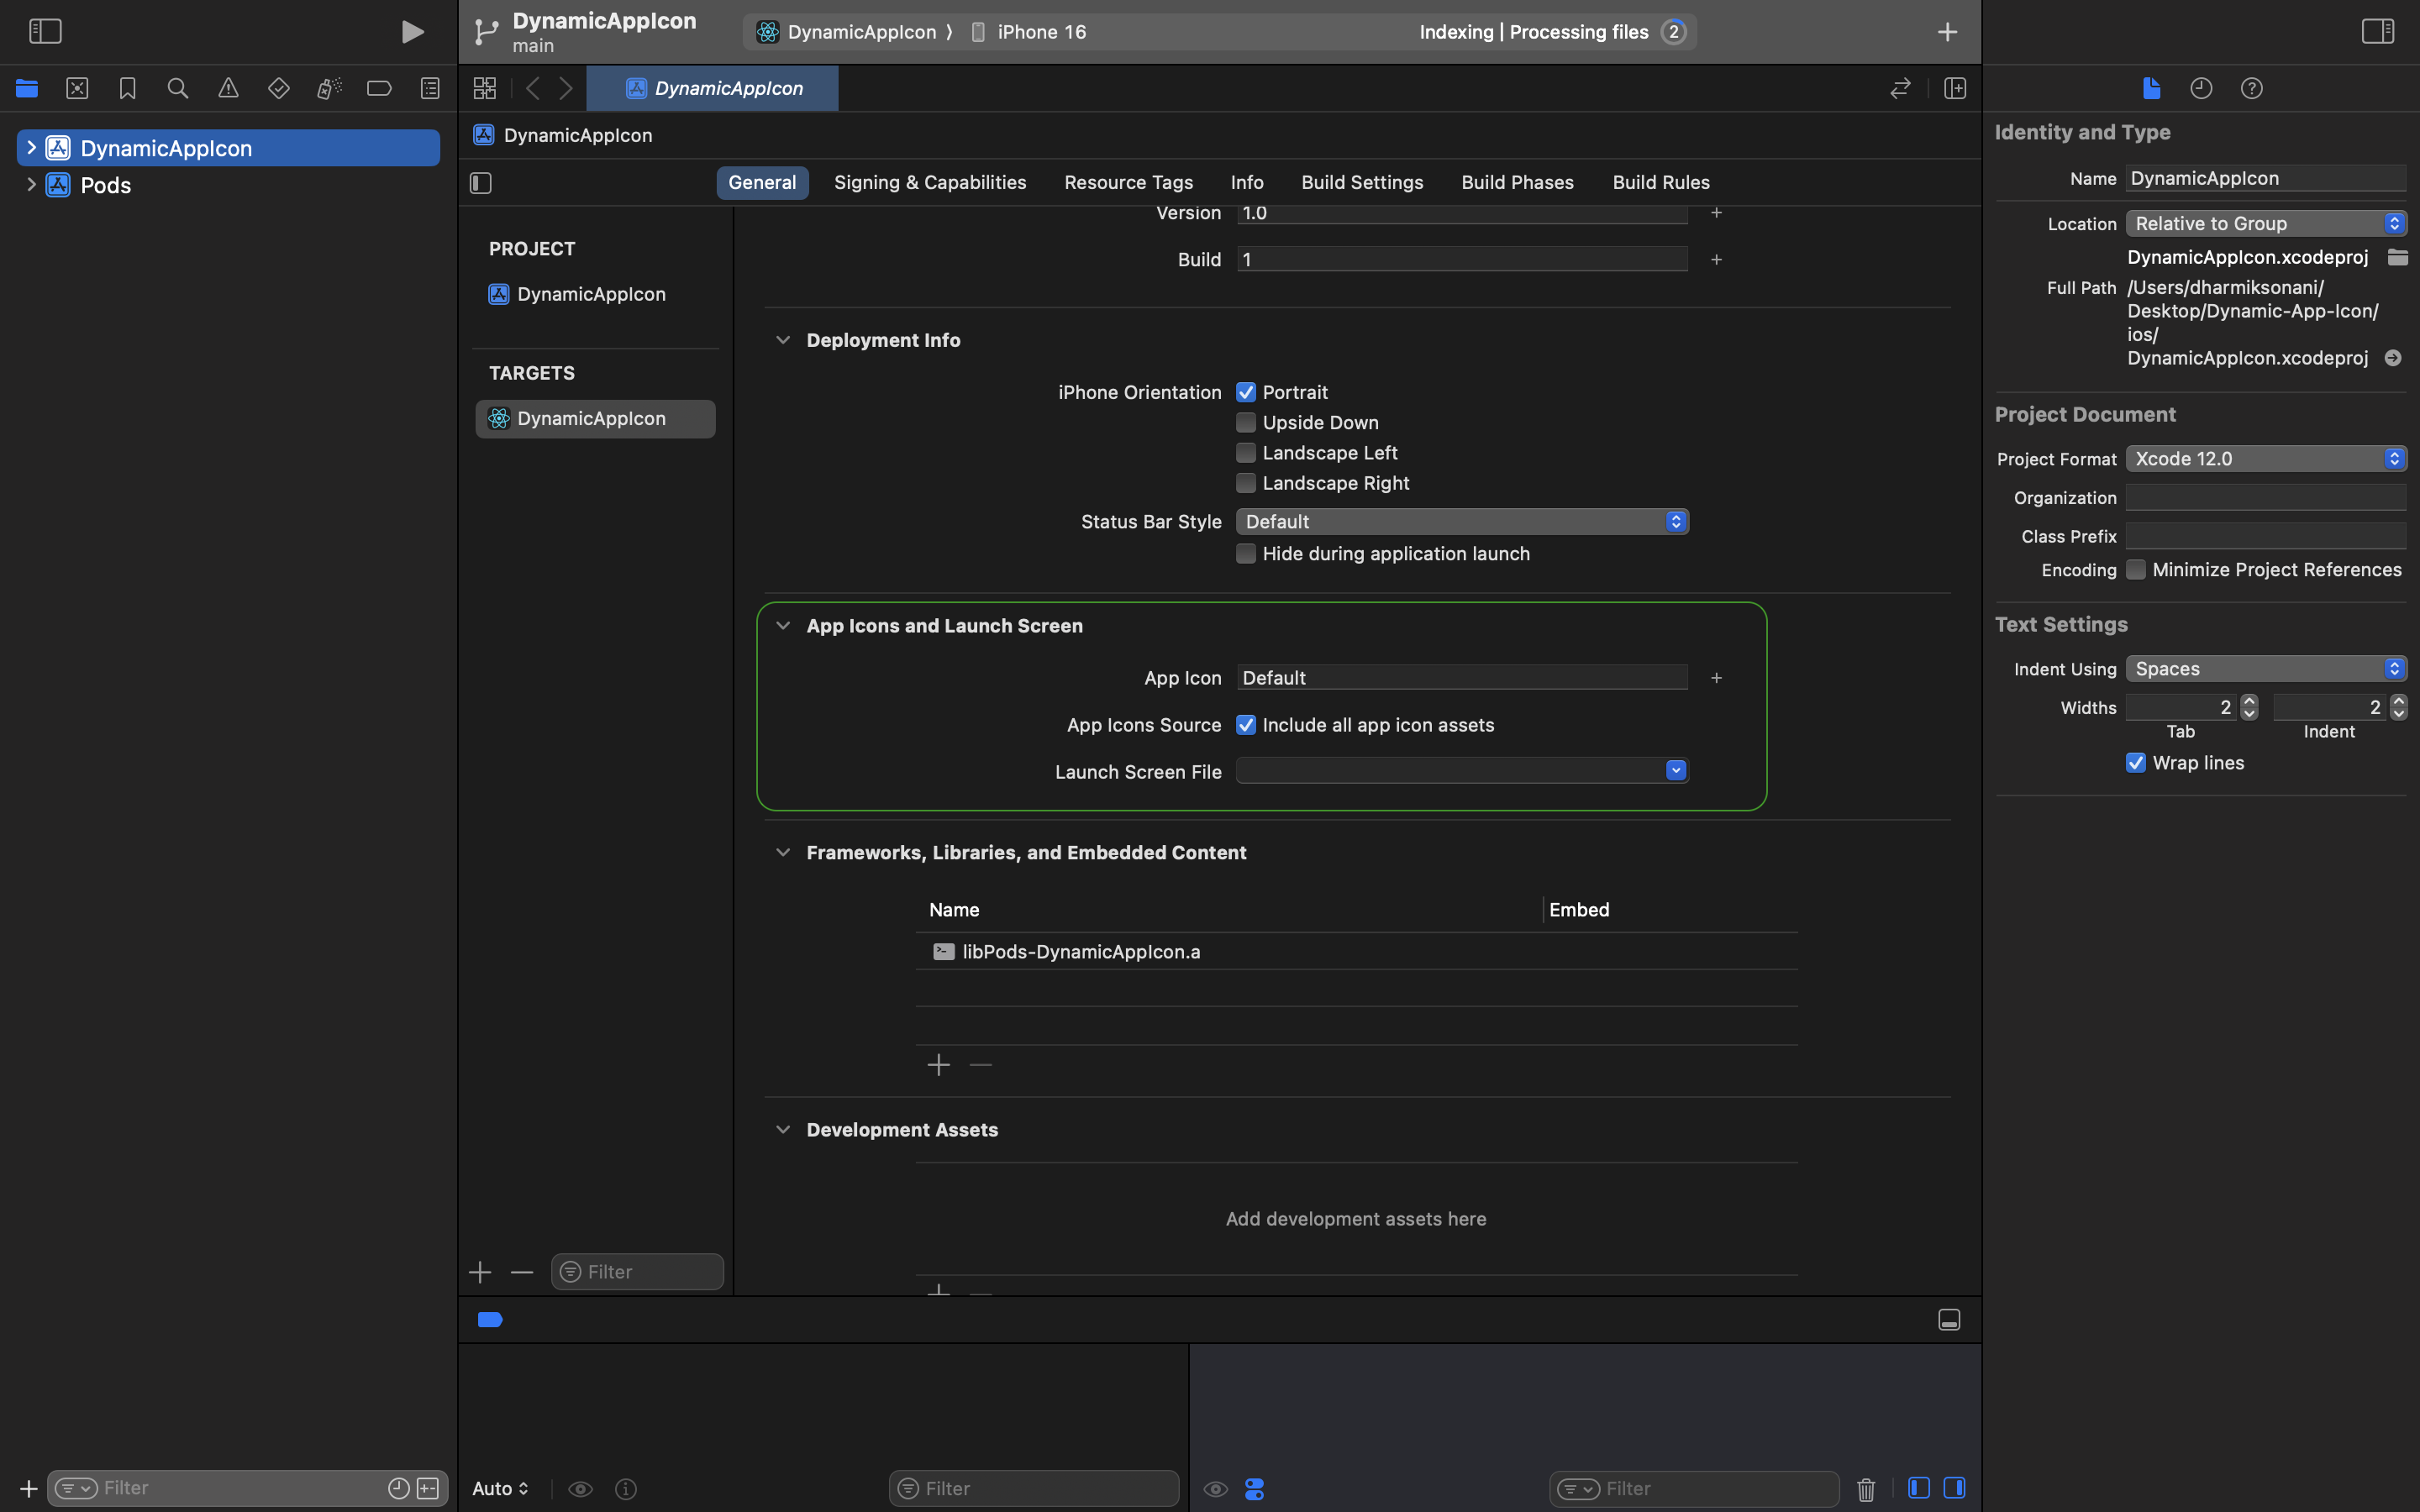 DynamicAppIcon
main
DynamicAppIcon
iPhone 16
Indexing | Processing files
2
DynamicAppIcon
DynamicAppIcon
Pods
DynamicAppIcon
General
Signing & Capabilities
Resource Tags
Info
Build Settings
Build Phases
Build Rules
PROJECT
DynamicAppIcon
TARGETS
DynamicAppIcon
Version 1.0
Build 1
Deployment Info
iPhone Orientation Portrait
Upside Down
Landscape Left
Landscape Right
Status Bar Style Default
Hide during application launch
App Icons and Launch Screen
App Icon Default
App Icons Source Include all app icon assets
Launch Screen File
Frameworks, Libraries, and Embedded Content
Name Embed
libPods-DynamicAppIcon.a
Development Assets
Add development assets here
Filter
Identity and Type
Name DynamicAppIcon
Location Relative to Group
DynamicAppIcon.xcodeproj
Full Path /Users/dharmiksonani/
Desktop/Dynamic-App-Icon/
ios/
DynamicAppIcon.xcodeproj
Project Document
Project Format Xcode 12.0
Organization
Class Prefix
Encoding Minimize Project References
Text Settings
Indent Using Spaces
Widths 2 2
Tab Indent
Wrap lines
Filter
Auto
Filter
Filter